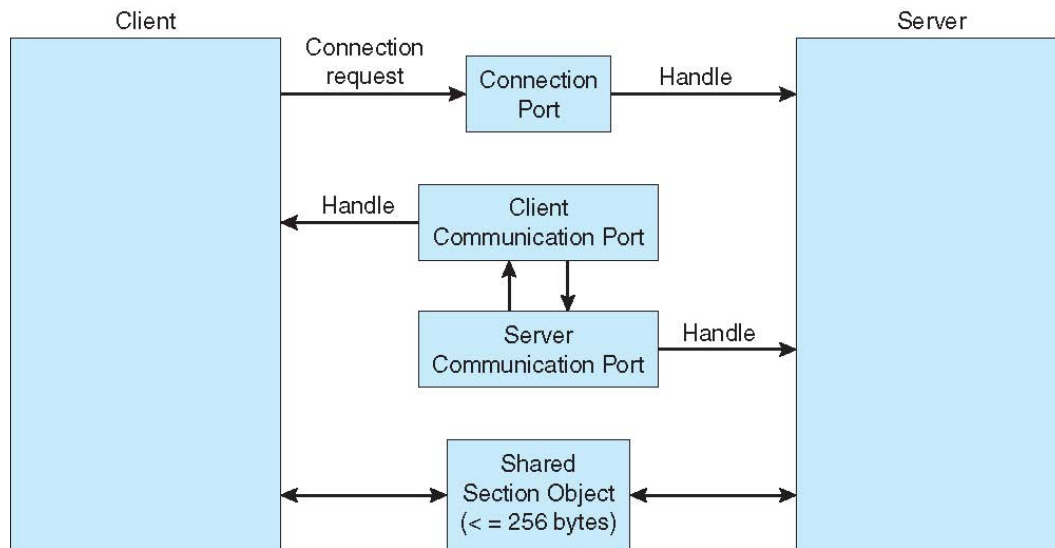 Client
Server
Connection
request
Connection
Port
Handle
Handle
Client
Communication Port
Server
Communication Port
Handle
Shared
Section Object
(< = 256 bytes)